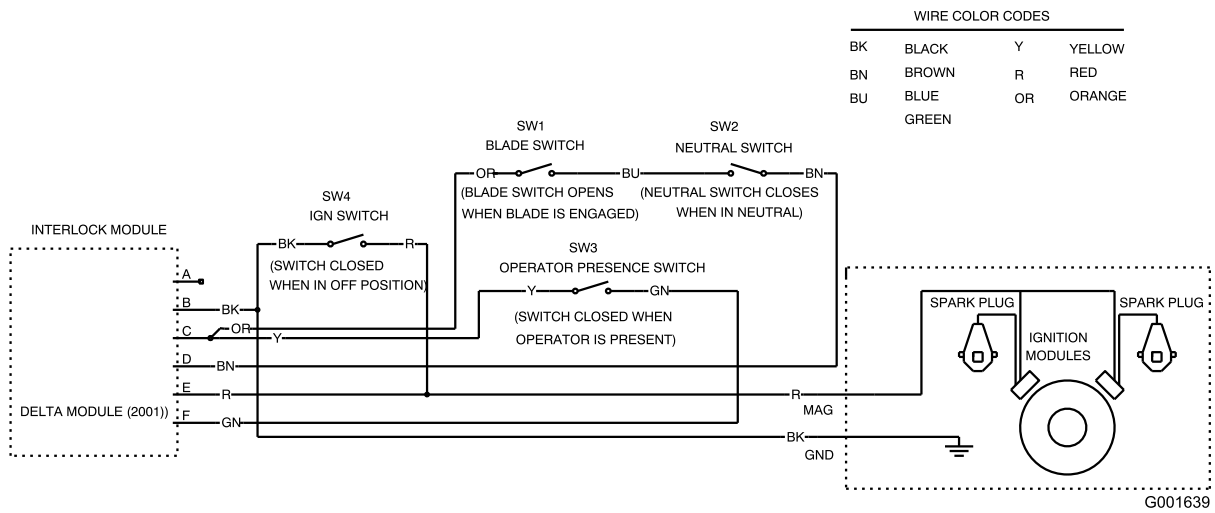 WIRE COLOR CODES
BK BLACK Y YELLOW
BN BROWN R RED
BU BLUE OR ORANGE
GREEN
SW1
BLADE SWITCH
SW2
NEUTRAL SWITCH
OR
BU
BN
(BLADE SWITCH OPENS
WHEN BLADE IS ENGAGED)
(NEUTRAL SWITCH CLOSES
WHEN IN NEUTRAL)
SW4
IGN SWITCH
BK
R
(SWITCH CLOSED
WHEN IN OFF POSITION)
SW3
OPERATOR PRESENCE SWITCH
Y
GN
(SWITCH CLOSED WHEN
OPERATOR IS PRESENT)
INTERLOCK MODULE
A
B BK
C OR
Y
D BN
E R
DELTA MODULE (2001))
F GN
R
MAG
BK
GND
SPARK PLUG
SPARK PLUG
IGNITION
MODULES
G001639